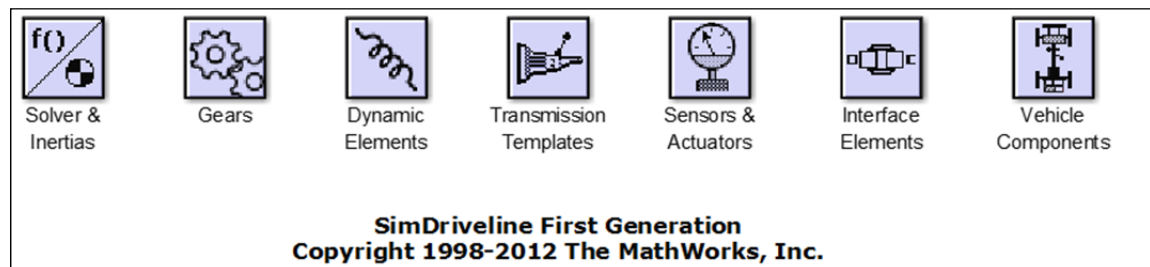 f()
Solver &
Inertias
Gears
Dynamic
Elements
Transmission
Templates
Sensors &
Actuators
Interface
Elements
Vehicle
Components
SimDriveline First Generation
Copyright 1998-2012 The MathWorks, Inc.